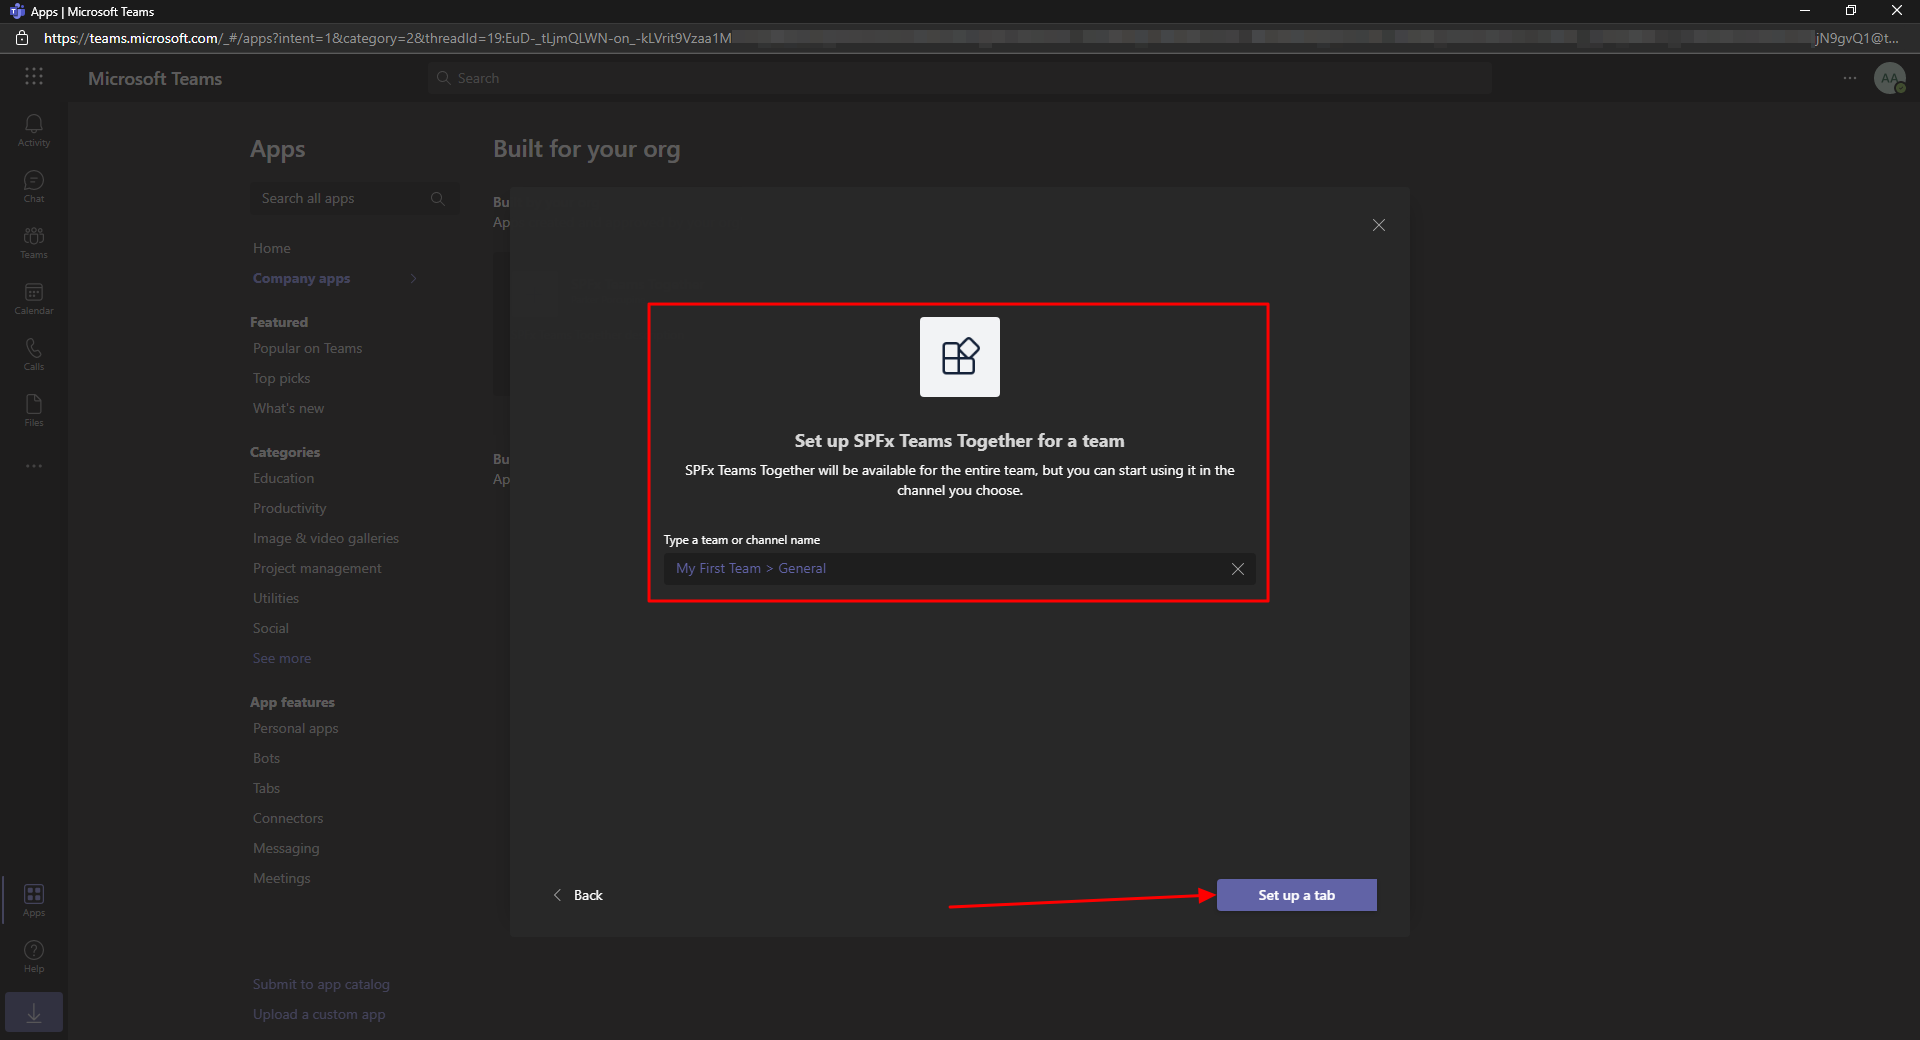 Apps | Microsoft Teams
https://teams.microsoft.com/_#/apps?intent=1&category=2&threadId=19:EuD-_tLjmQLWN-on_-kLVrit9Vzaa1M
jN9gvQ1@t...
Microsoft Teams
Search
AA
Activity
Chat
Teams
Calendar
Calls
Files
Apps
Help
Apps
Search all apps
Home
Company apps
Featured
Popular on Teams
Top picks
What's new
Categories
Education
Productivity
Image & video galleries
Project management
Utilities
Social
See more
App features
Personal apps
Bots
Tabs
Connectors
Messaging
Meetings
Submit to app catalog
Upload a custom app
Built for your org
Bu
Ap
Bu
Ap
Set up SPFx Teams Together for a team
SPFx Teams Together will be available for the entire team, but you can start using it in the
channel you choose.
Type a team or channel name
My First Team > General
Back
Set up a tab